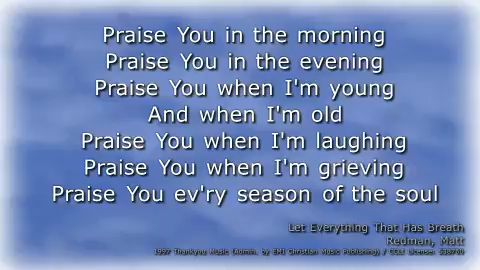 Praise You in the morning
Praise You in the evening
Praise You when I'm young
And when I'm old
Praise You when I'm laughing
Praise You when I'm grieving
Praise You ev'ry season of the soul
Let Everything That Has Breath
Redman, Matt
1997 Thankyou Music (Admin. by EMI Christian Music Publishing) / CCLI License: